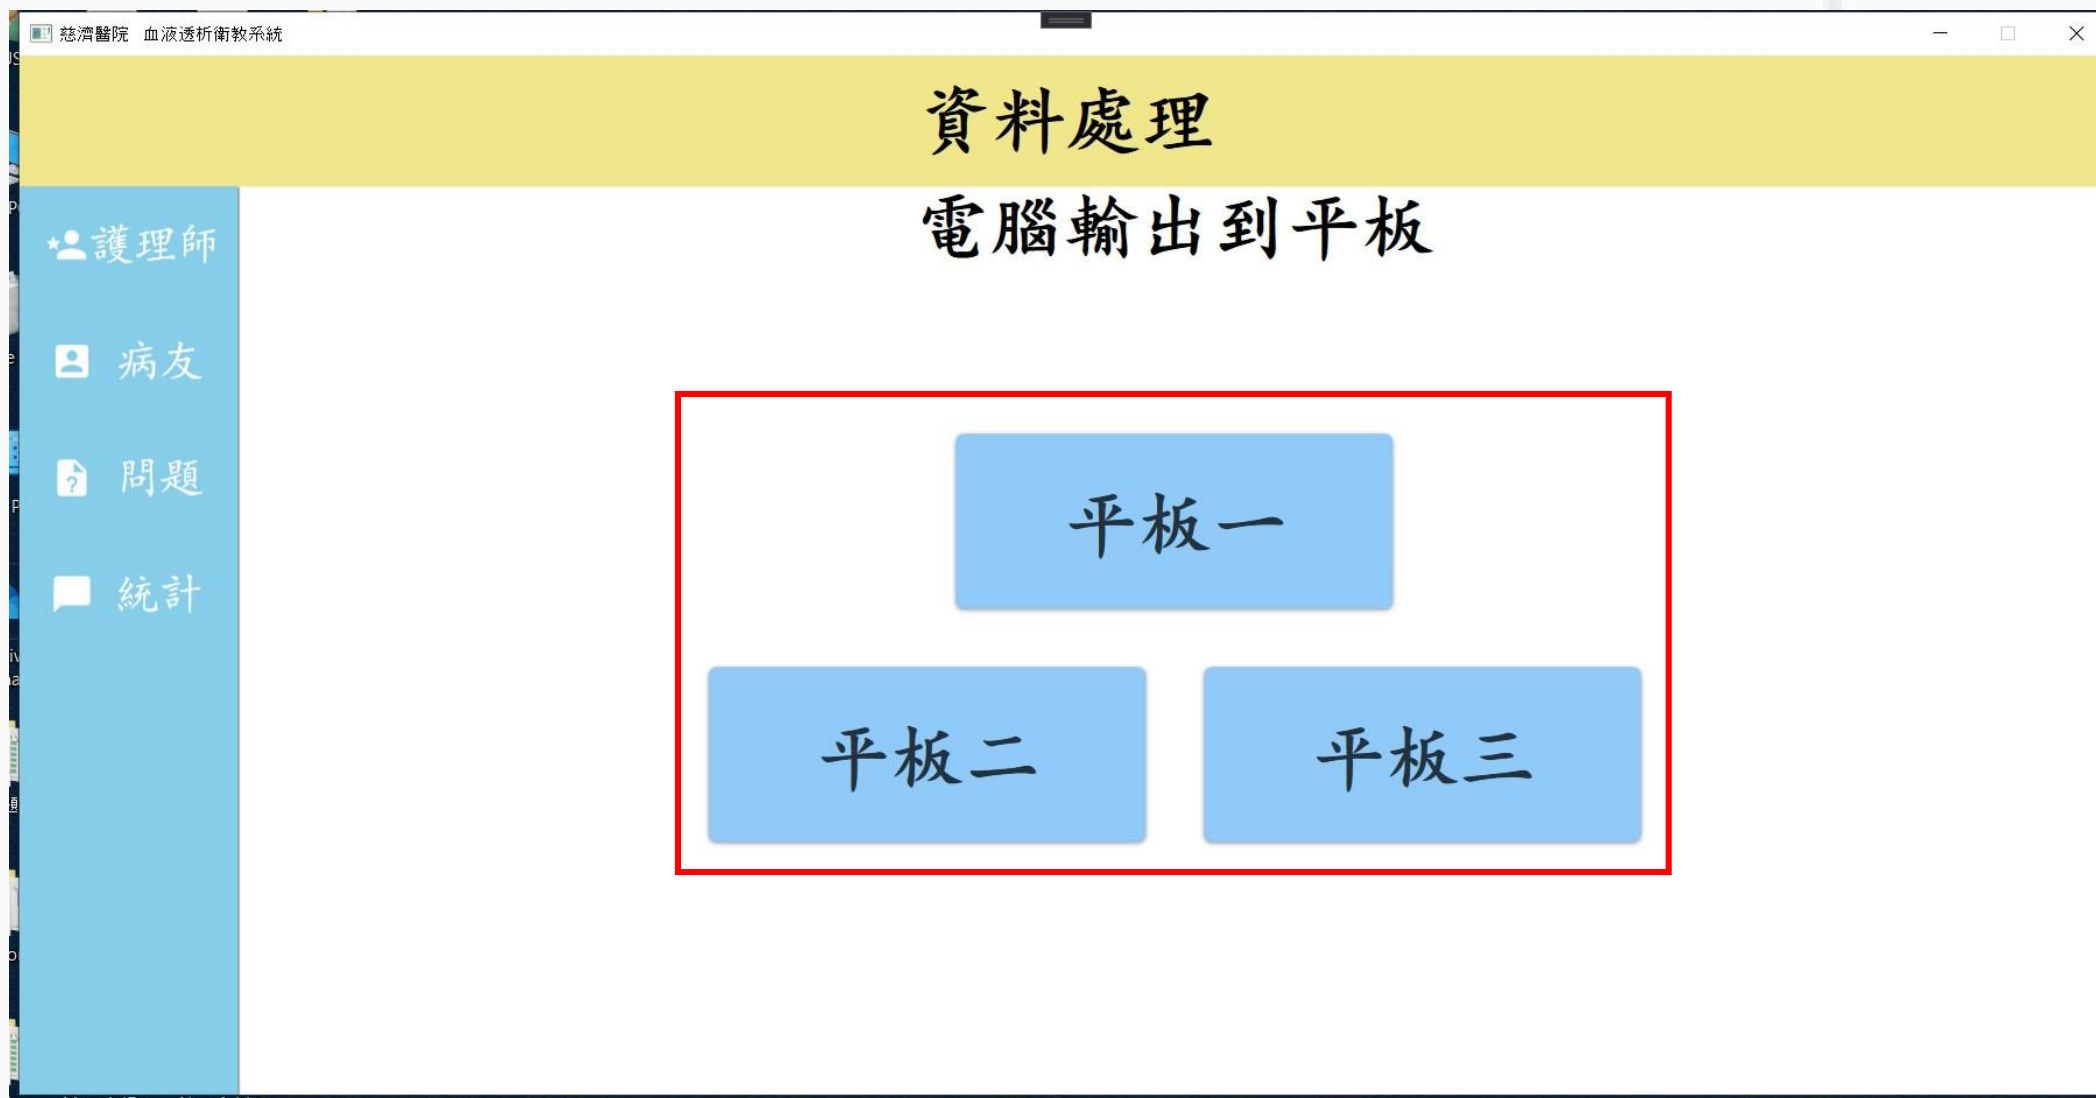 慈濟醫院 血液透析衛教系統
資料處理
電腦輸出到平板
護理師
病友
問題
統計
平板一
平板二 平板三